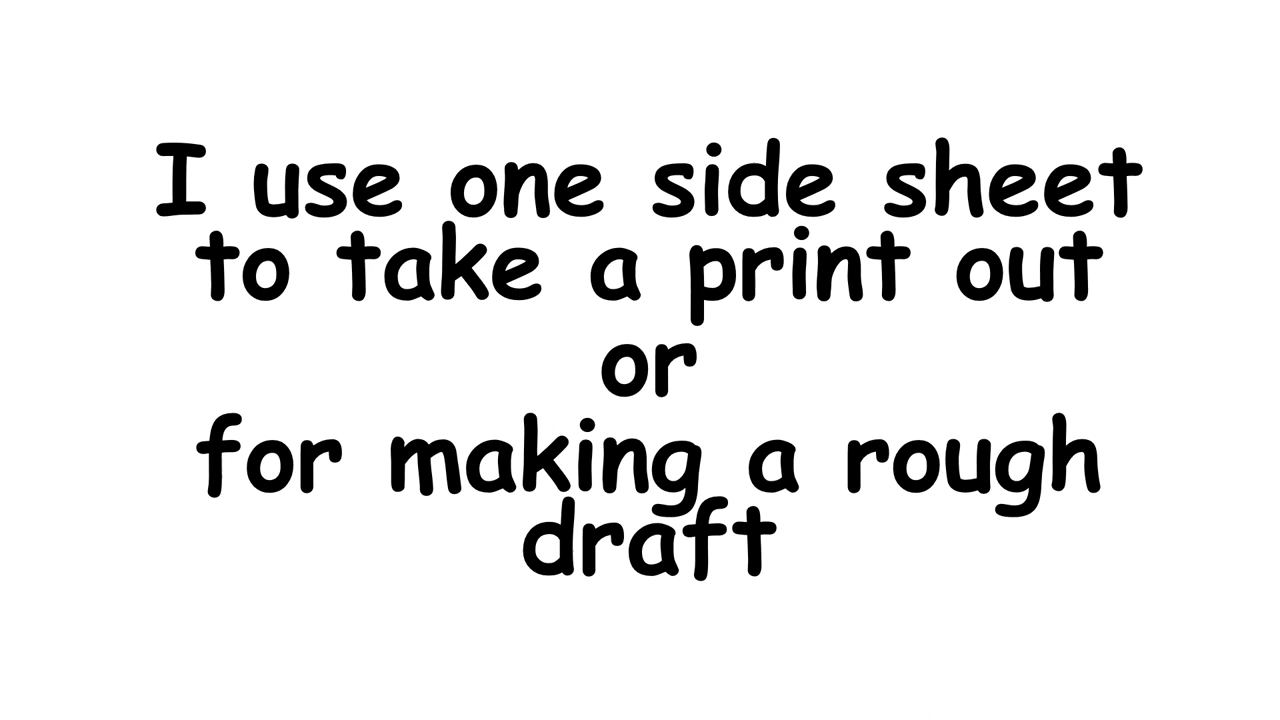 I use one side sheet
to take a print out
or
for making a rough
draft